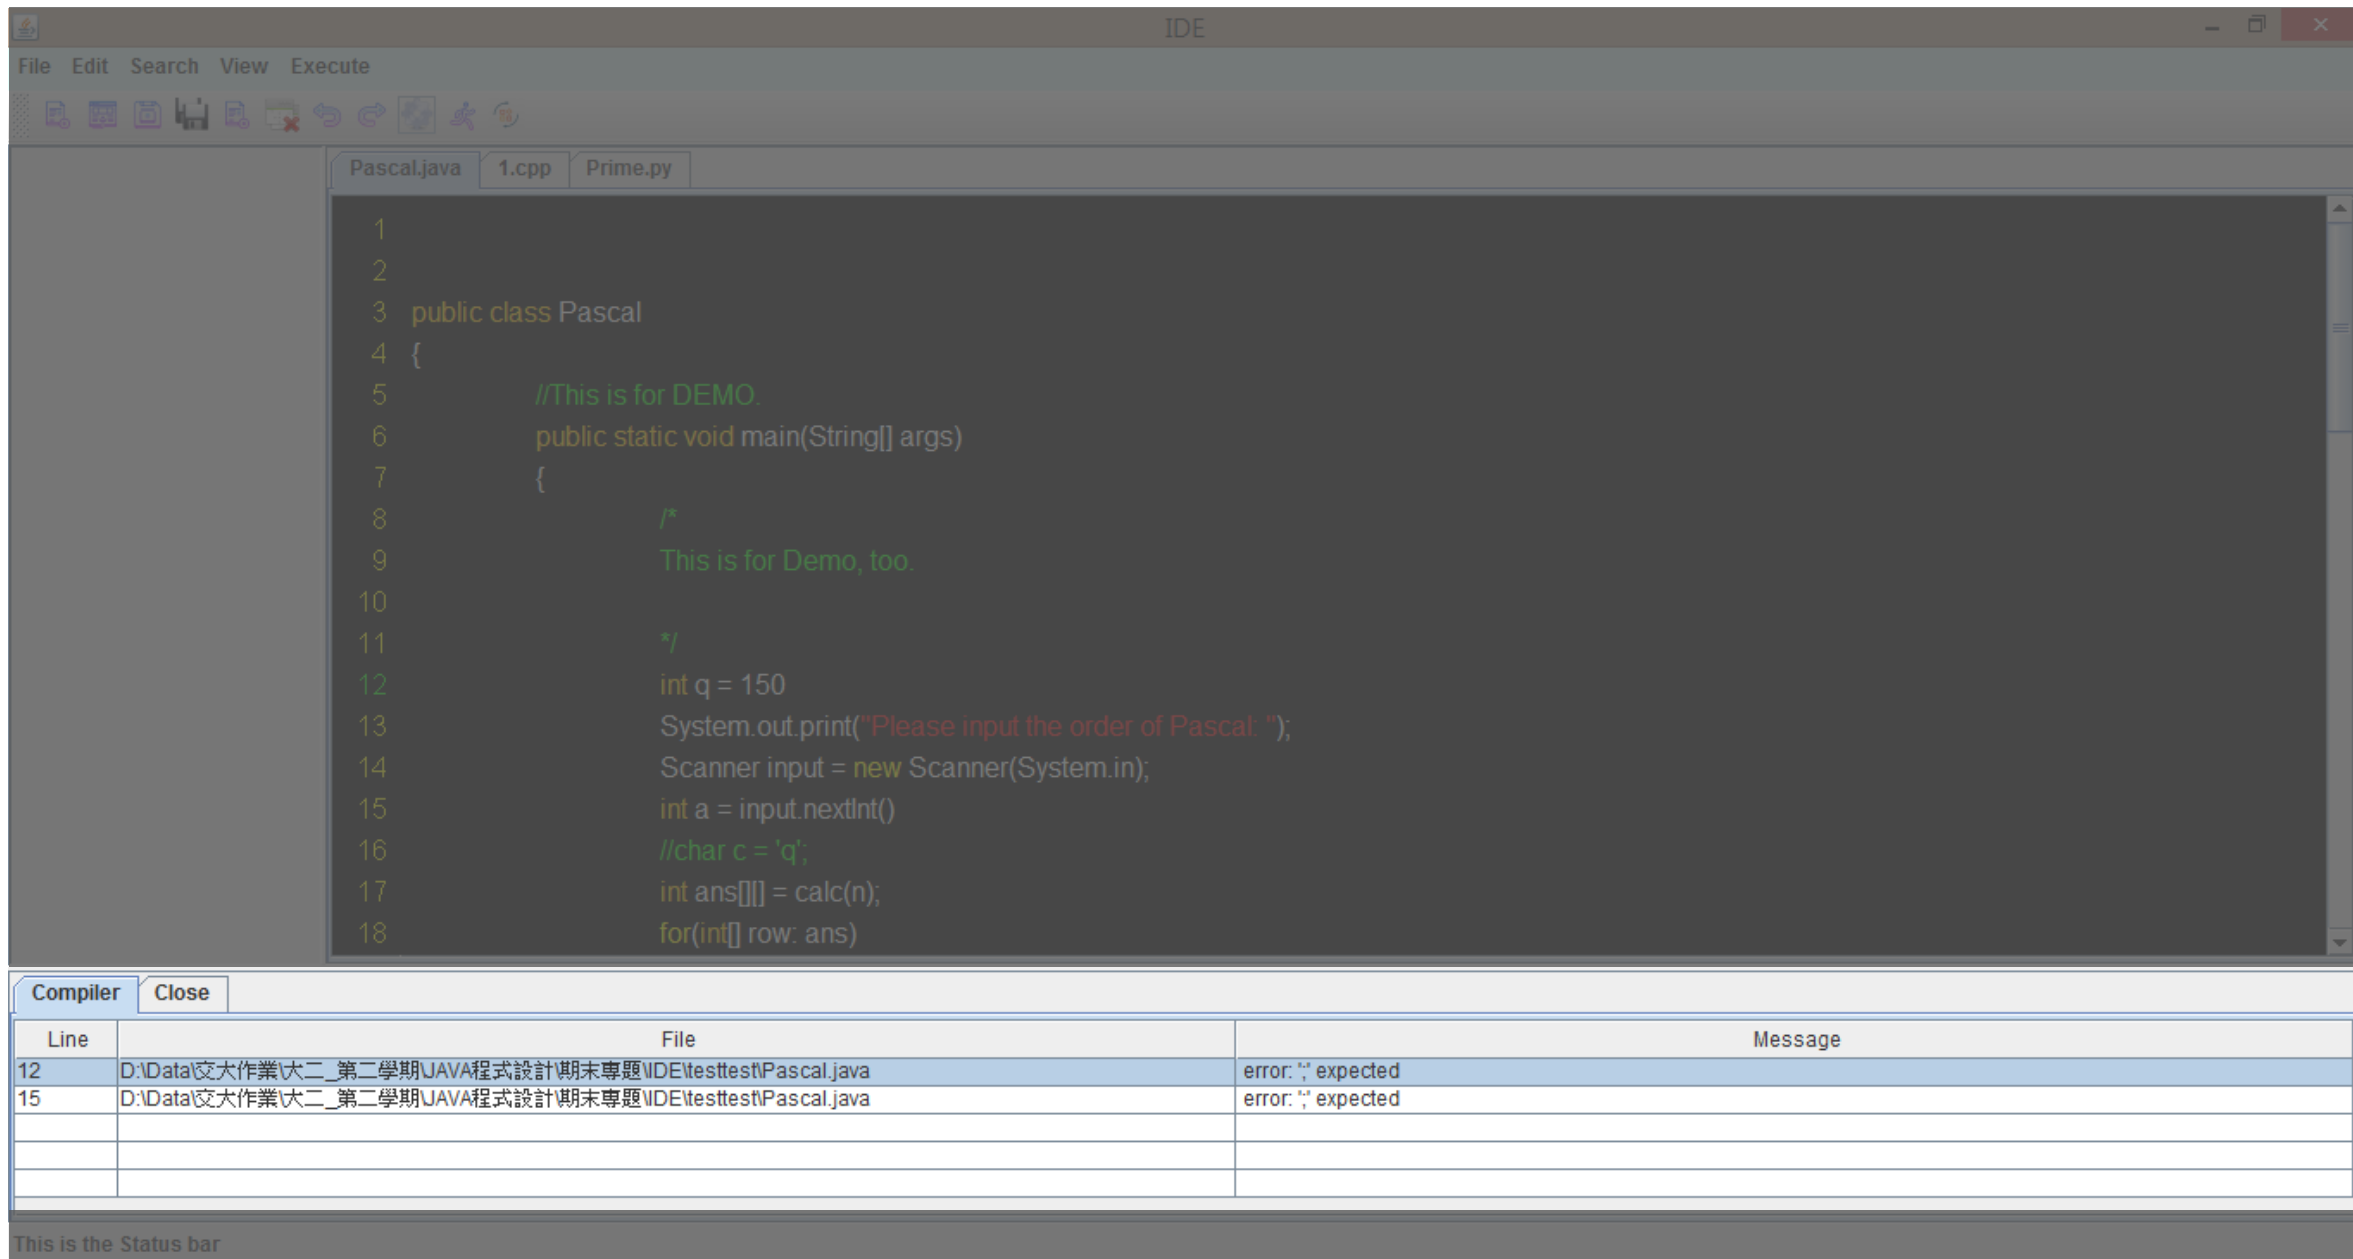 IDE
File Edit Search View Execute
Pascal.java 1.cpp Prime.py
1
2
3 public class Pascal
4 {
5 //This is for DEMO.
6 public static void main(String[] args)
7 {
8 /*
9 This is for Demo, too.
10
11 */
12 int q = 150
13 System.out.print("Please input the order of Pascal: ");
14 Scanner input = new Scanner(System.in);
15 int a = input.nextInt()
16 //char c = 'q';
17 int ans[][] = calc(n);
18 for(int[] row: ans)
Compiler Close
Line File Message
12 D:\Data\交大作業\大二_第二學期\JAVA程式設計\期末專題\IDE\testtest\Pascal.java error: ';' expected
15 D:\Data\交大作業\大二_第二學期\JAVA程式設計\期末專題\IDE\testtest\Pascal.java error: ';' expected
This is the Status bar